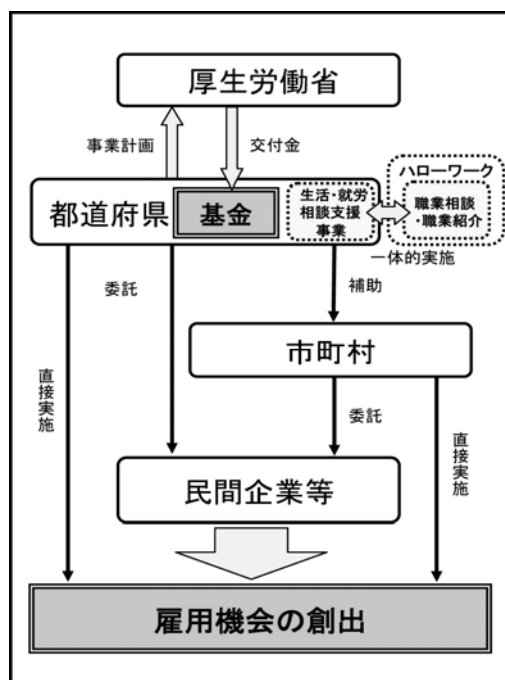 厚生労働省
事業計画
交付金
ハローワーク
都道府県
基金
生活・就労
相談支援
事業
職業相談
・職業紹介
一体的実施
委託
補助
市町村
直接実施
委託
直接実施
民間企業等
雇用機会の創出